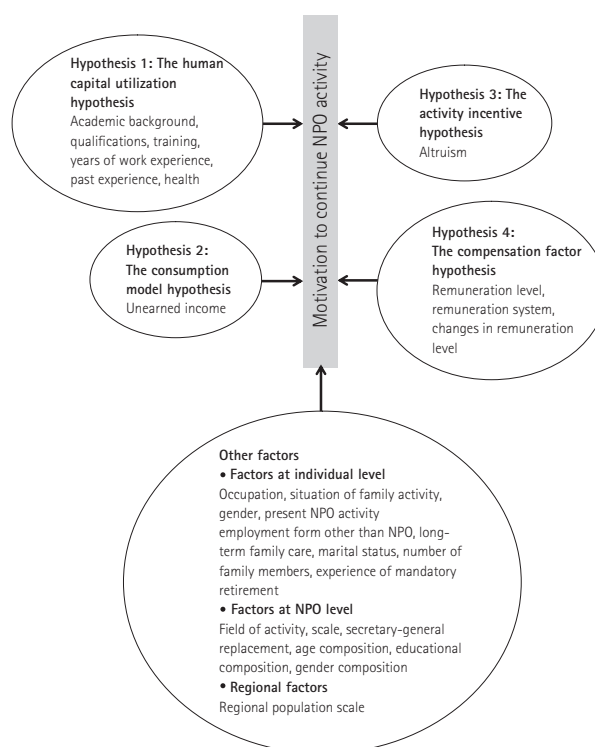 Hypothesis 1: The human
capital utilization
hypothesis
Academic background,
qualifications, training,
years of work experience,
past experience, health
Hypothesis 2:
The consumption
model hypothesis
Unearned income
Motivation to continue NPO activity
Hypothesis 3: The
activity incentive
hypothesis
Altruism
Hypothesis 4:
The compensation factor
hypothesis
Remuneration level,
remuneration system,
changes in remuneration
level
Other factors
• Factors at individual level
Occupation, situation of family activity,
gender, present NPO activity
employment form other than NPO, long-
term family care, marital status, number of
family members, experience of mandatory
retirement
• Factors at NPO level
Field of activity, scale, secretary-general
replacement, age composition, educational
composition, gender composition
• Regional factors
Regional population scale